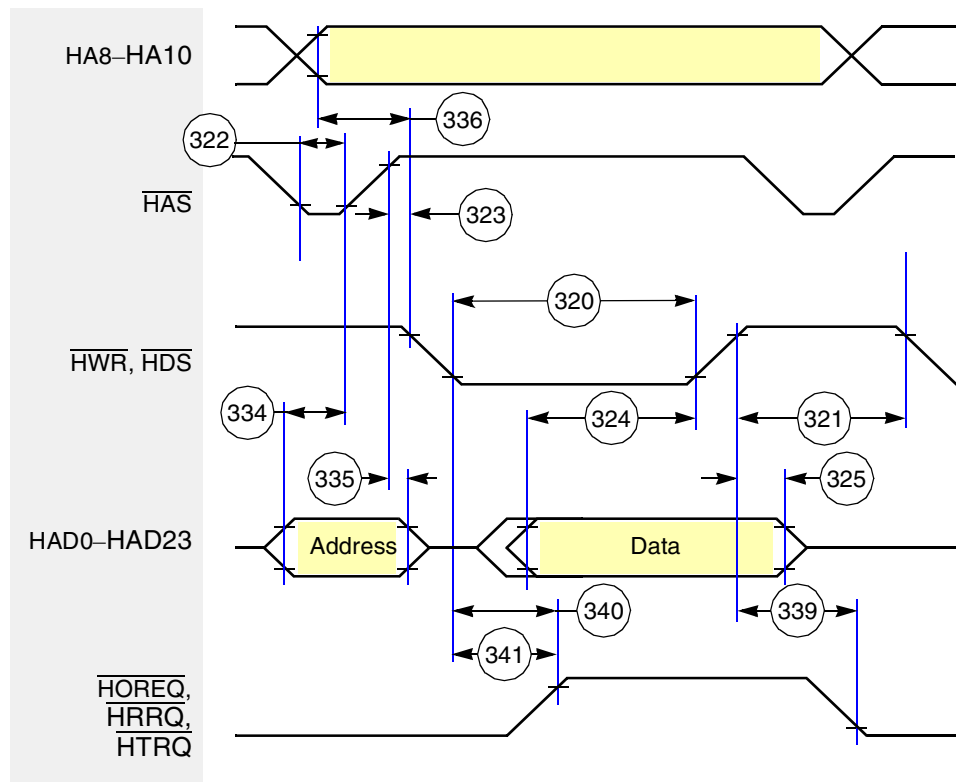 HA8–HA10
336
322
HAS
323
320
HWR, HDS
334
324
321
335
325
HAD0–HAD23
Address
Data
340
339
341
HOREQ,
HRRQ,
HTRQ